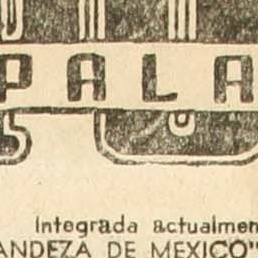 PALA
Integrada actualmen
ANDEZA DE MEXICO"